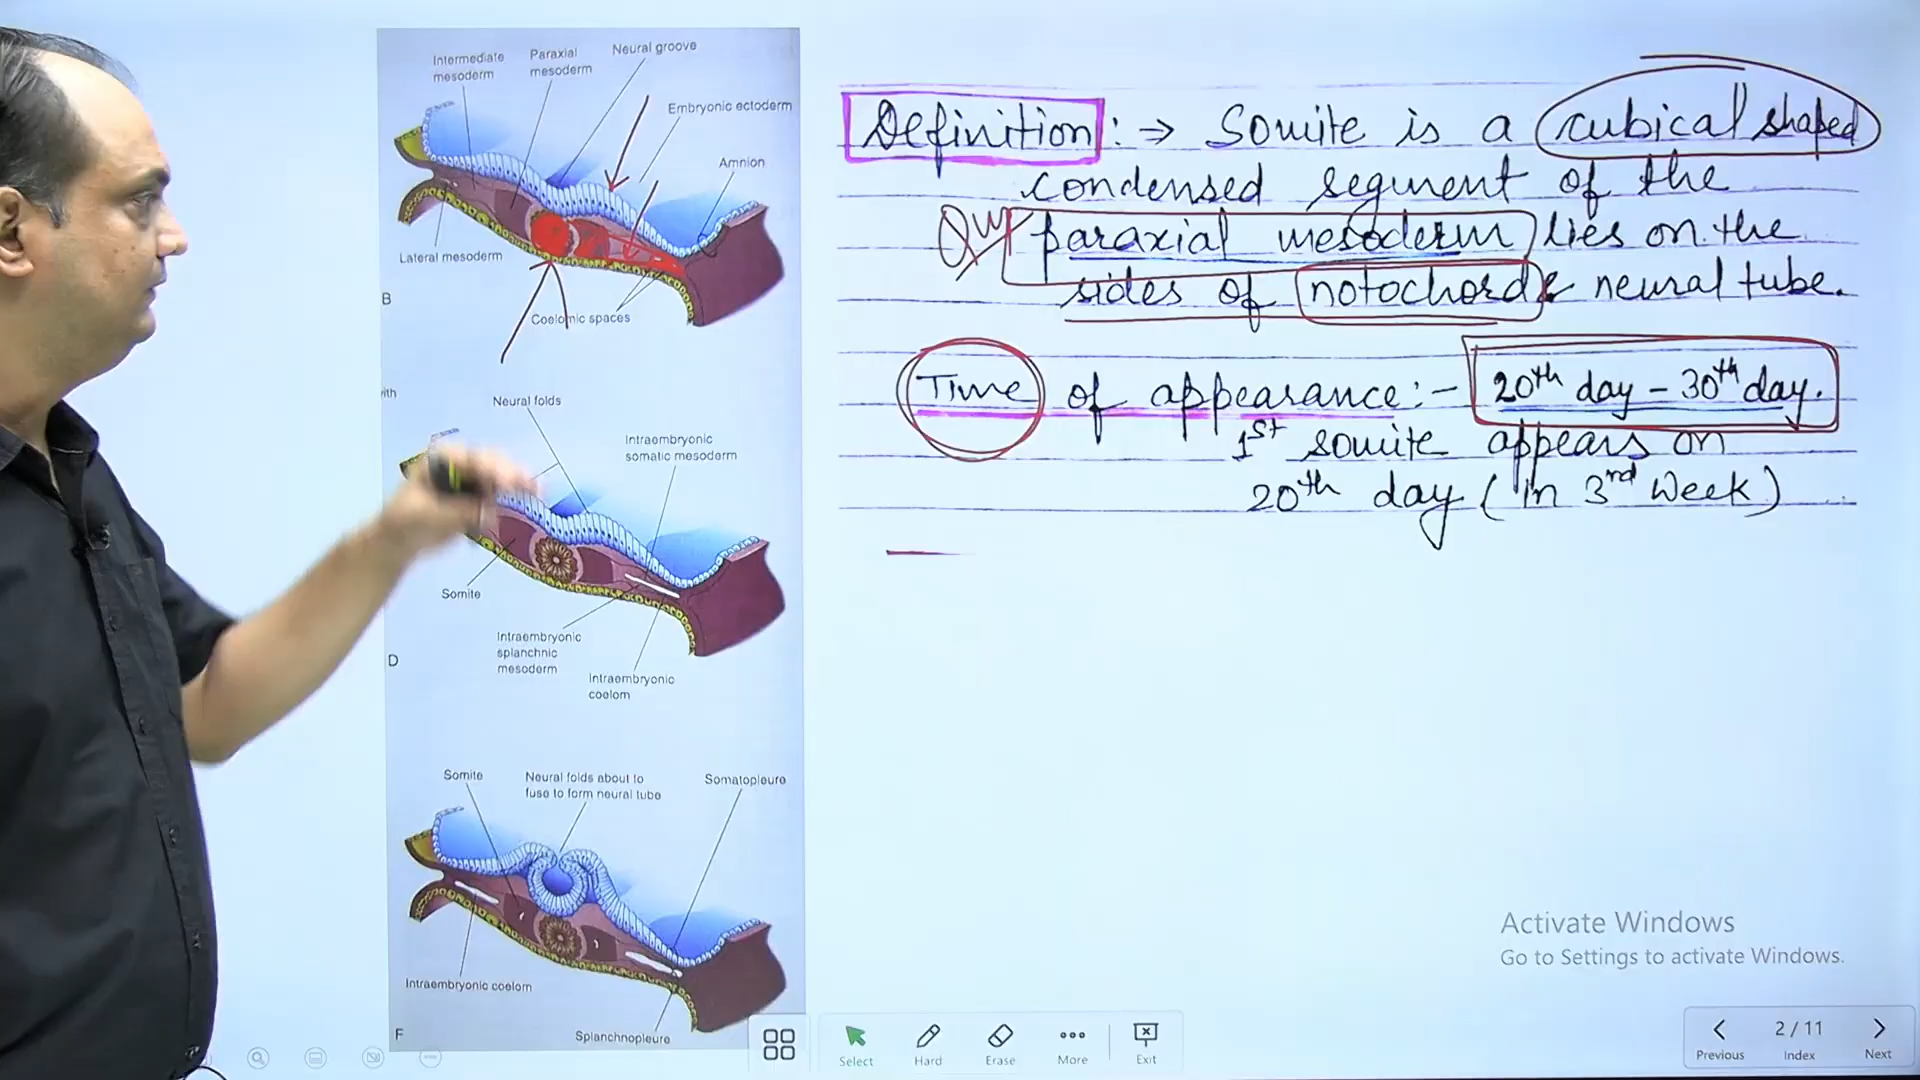 Intermediate mesoderm
Paraxial mesoderm
Neural groove
Embryonic ectoderm
Amnion
Lateral mesoderm
B
Coelomic spaces
with
Neural folds
Intraembryonic somatic mesoderm
Somite
Intraembryonic splanchnic mesoderm
D
Intraembryonic coelom
Somite
Neural folds about to fuse to form neural tube
Somatopleure
Intraembryonic coelom
F
Splanchnopleure
Definition :⇒ Somite is a cubical shaped
condensed segment of the
paraxial mesoderm lies on the
sides of notochord & neural tube.
Time of appearance :- 20th day – 30th day.
1st somite appears on
20th day (in 3rd week)
Activate Windows
Go to Settings to activate Windows.
Select
Hard
Erase
More
Exit
Previous
2 / 11
Index
Next